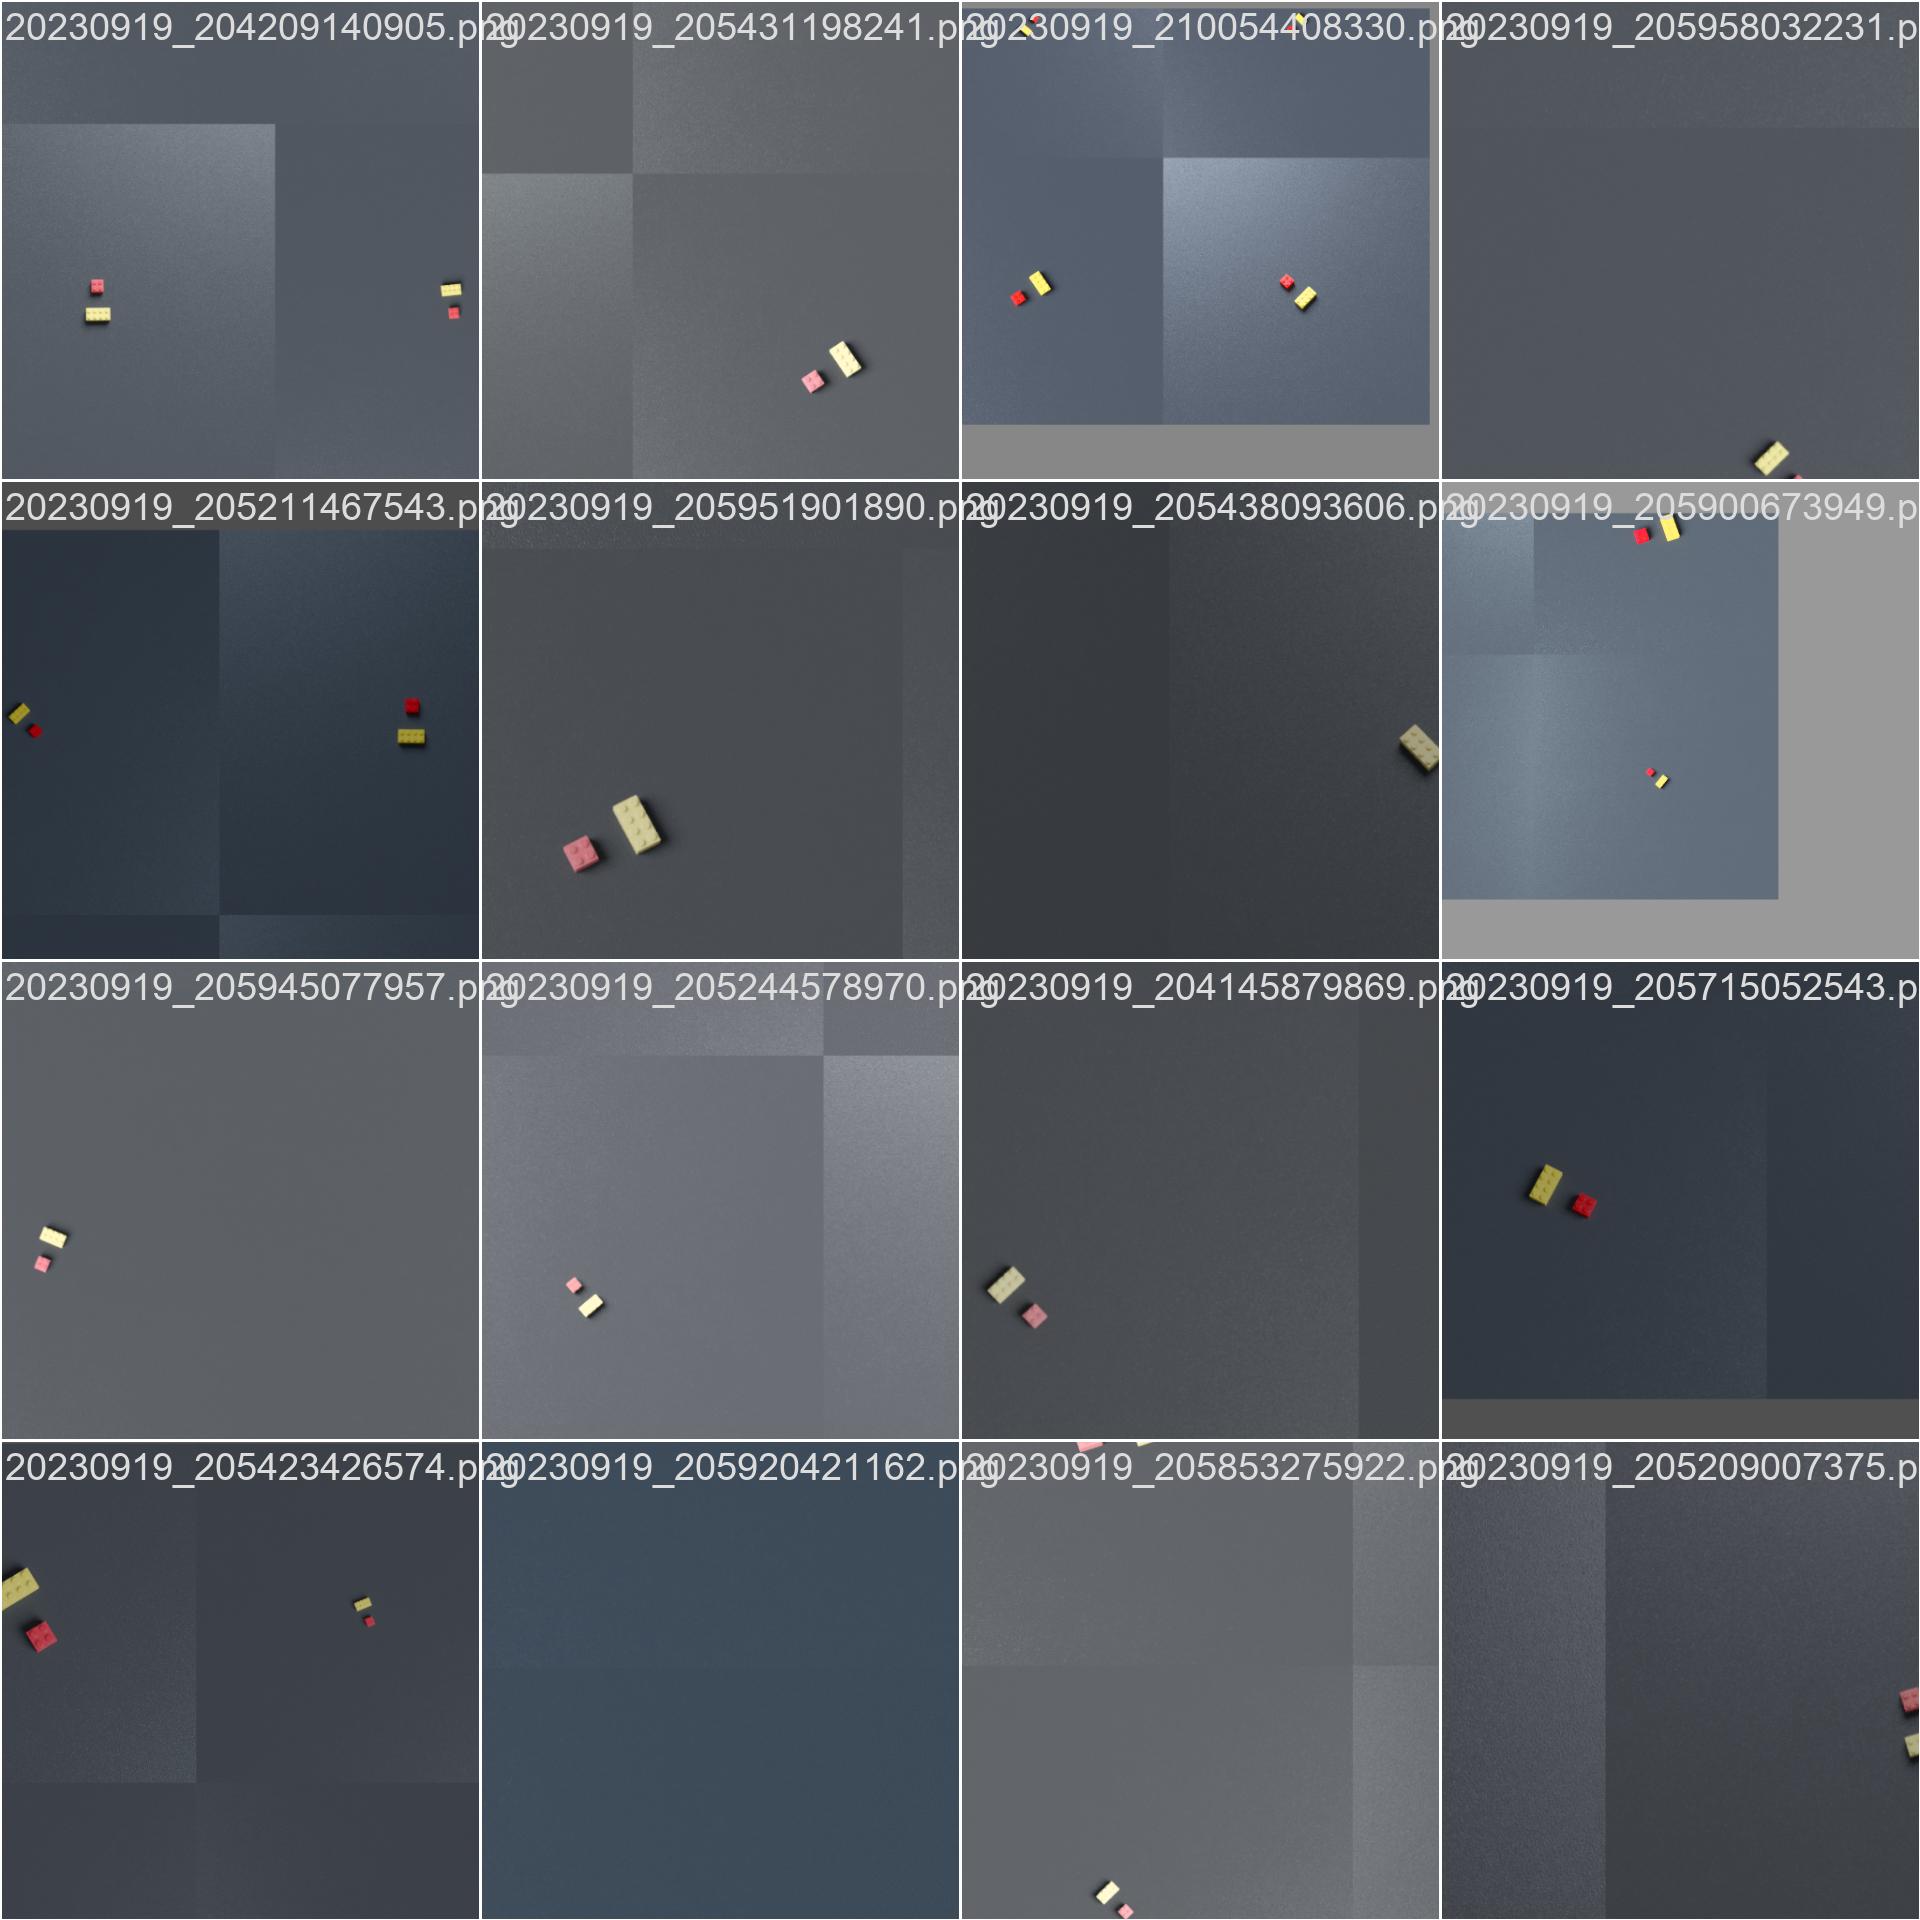 20230919_204209140905.png
20230919_205431198241.png
20230919_210054408330.png
20230919_205958032231.p
20230919_205211467543.png
20230919_205951901890.png
20230919_205438093606.png
20230919_205900673949.p
20230919_205945077957.png
20230919_205244578970.png
20230919_204145879869.png
20230919_205715052543.p
20230919_205423426574.png
20230919_205920421162.png
20230919_205853275922.png
20230919_205209007375.p